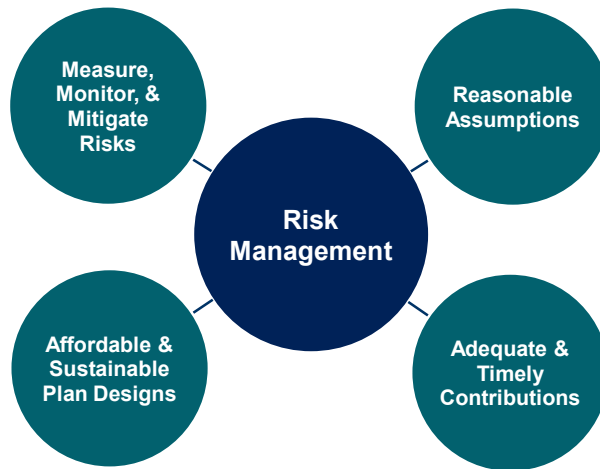 Measure,
Monitor, &
Mitigate
Risks
Reasonable
Assumptions
Risk
Management
Affordable &
Sustainable
Plan Designs
Adequate &
Timely
Contributions